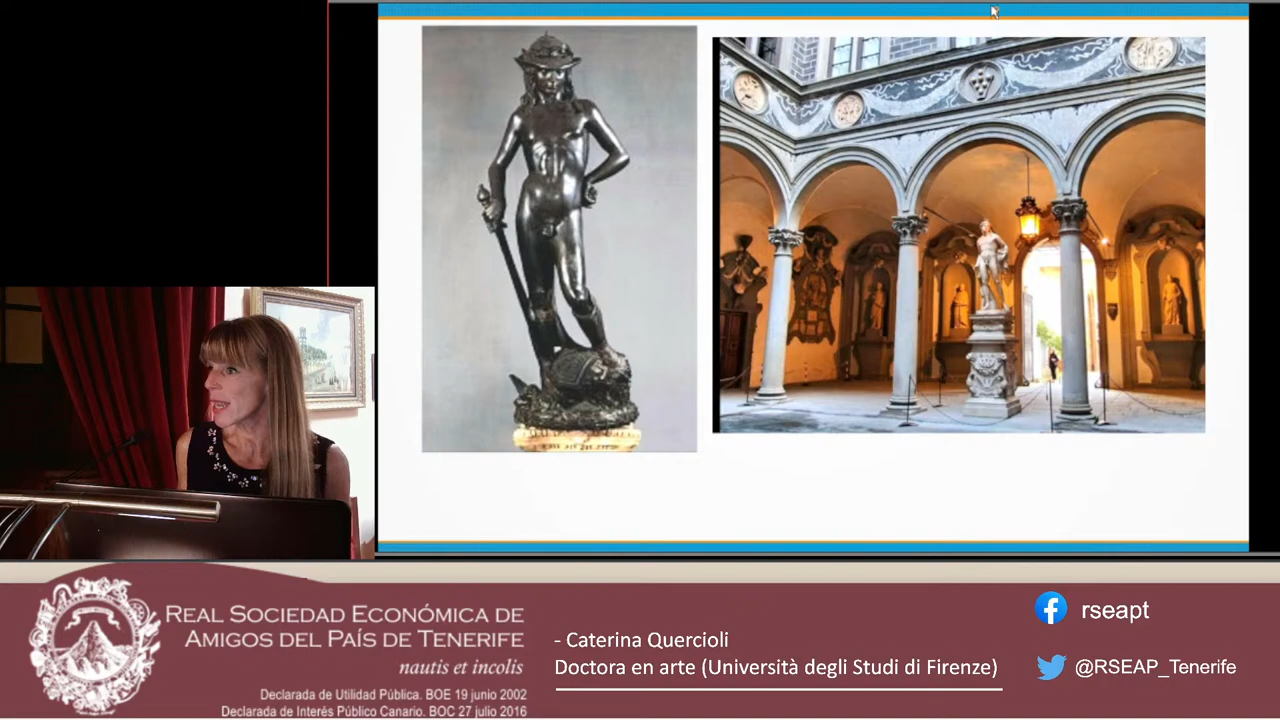 REAL SOCIEDAD ECONÓMICA DE
AMIGOS DEL PAÍS DE TENERIFE
nautis et incolis
Declarada de Utilidad Pública. BOE 19 junio 2002
Declarada de Interés Público Canario. BOC 27 julio 2016
- Caterina Quercioli
Doctora en arte (Università degli Studi di Firenze)
rseapt
@RSEAP_Tenerife